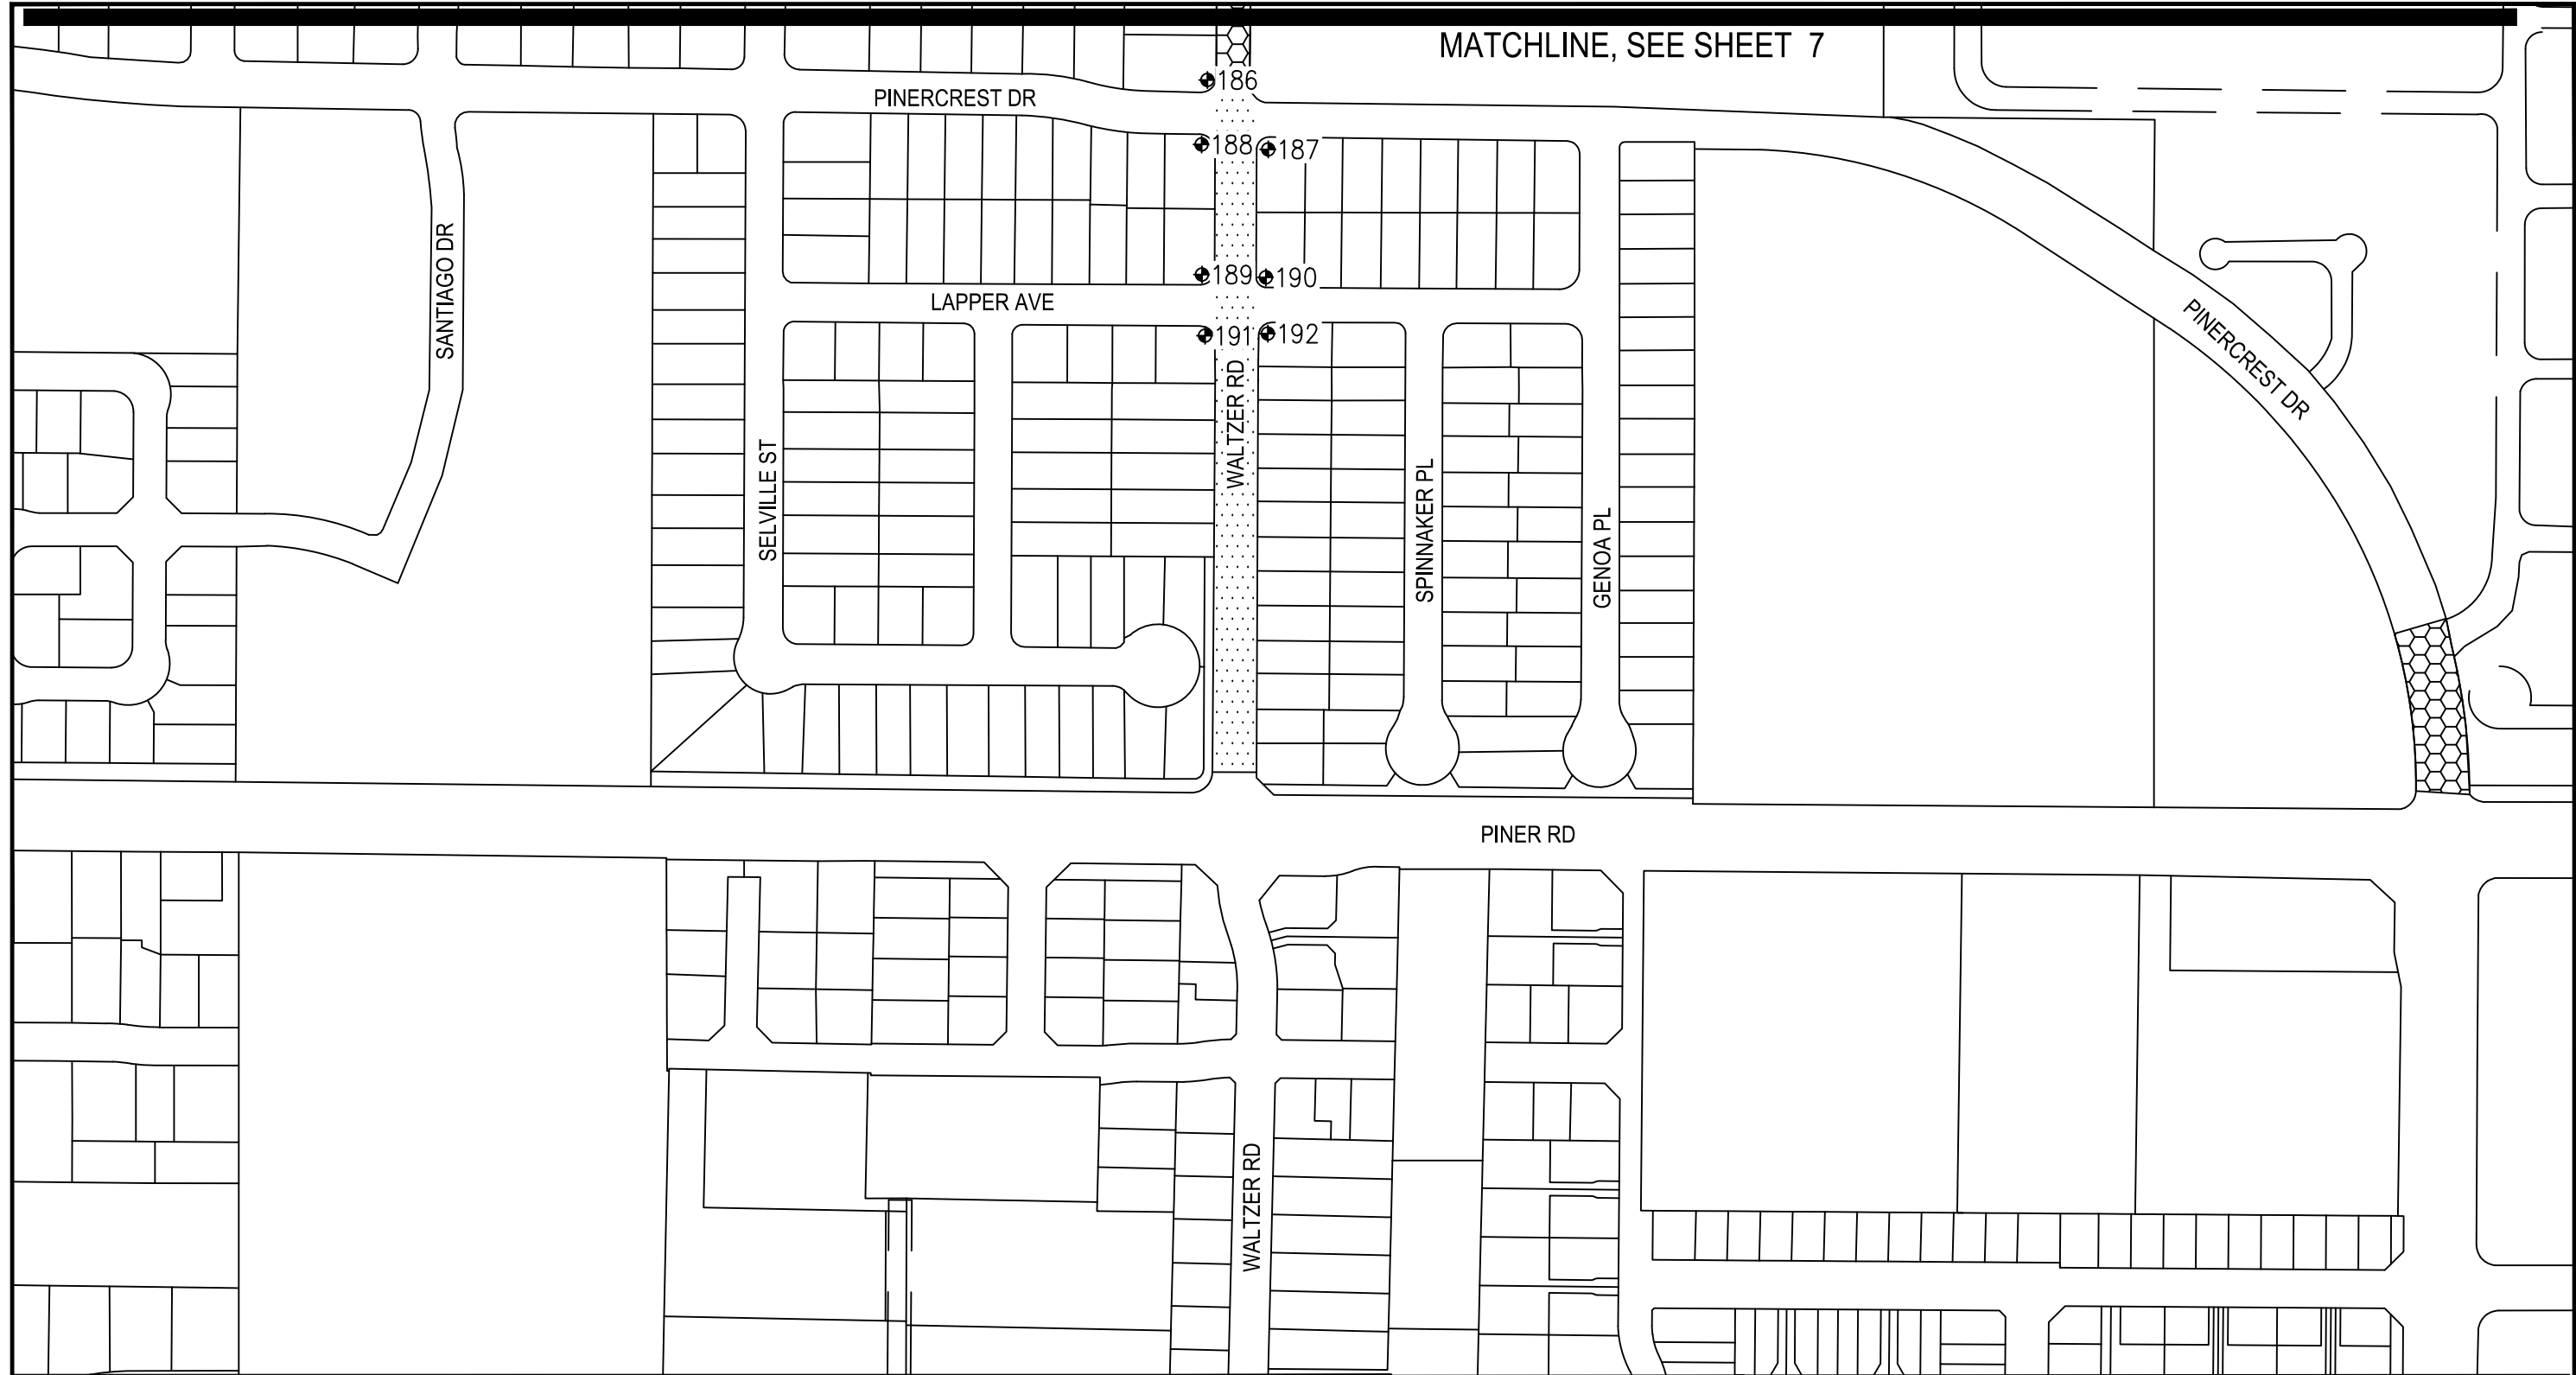 MATCHLINE, SEE SHEET 7
186
PINERCREST DR
188
187
SANTIAGO DR
189
190
LAPPER AVE
PINERCREST DR
191
192
WALTZER RD
SELVILLE ST
SPINNAKER PL
GENOA PL
PINER RD
WALTZER RD